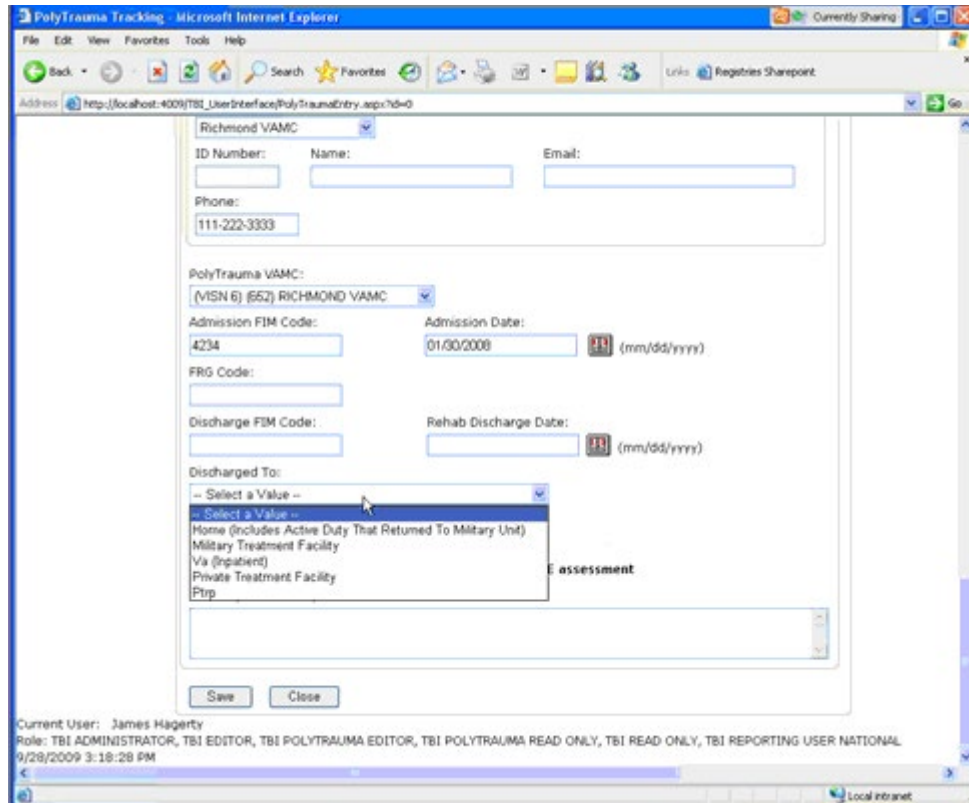 PolyTrauma Tracking - Microsoft Internet Explorer
Currently Sharing
File Edit View Favorites Tools Help
Back Search Favorites Links Registries Sharepoint
Address http://localhost:4009/TBI_UserInterface/PolyTraumaEntry.aspx?id=0 Go
Richmond VAMC
ID Number: Name: Email:
Phone:
111-222-3333
PolyTrauma VAMC:
(VISN 6) (652) RICHMOND VAMC
Admission FIM Code: Admission Date:
4234 01/30/2008 (mm/dd/yyyy)
FRG Code:
Discharge FIM Code: Rehab Discharge Date:
(mm/dd/yyyy)
Discharged To:
-- Select a Value --
-- Select a Value --
Home (Includes Active Duty That Returned To Military Unit)
Military Treatment Facility
Va (Inpatient)
Private Treatment Facility
Ptrp
E assessment
Save Close
Current User: James Hagerty
Role: TBI ADMINISTRATOR, TBI EDITOR, TBI POLYTRAUMA EDITOR, TBI POLYTRAUMA READ ONLY, TBI READ ONLY, TBI REPORTING USER NATIONAL
9/28/2009 3:18:28 PM
Local intranet